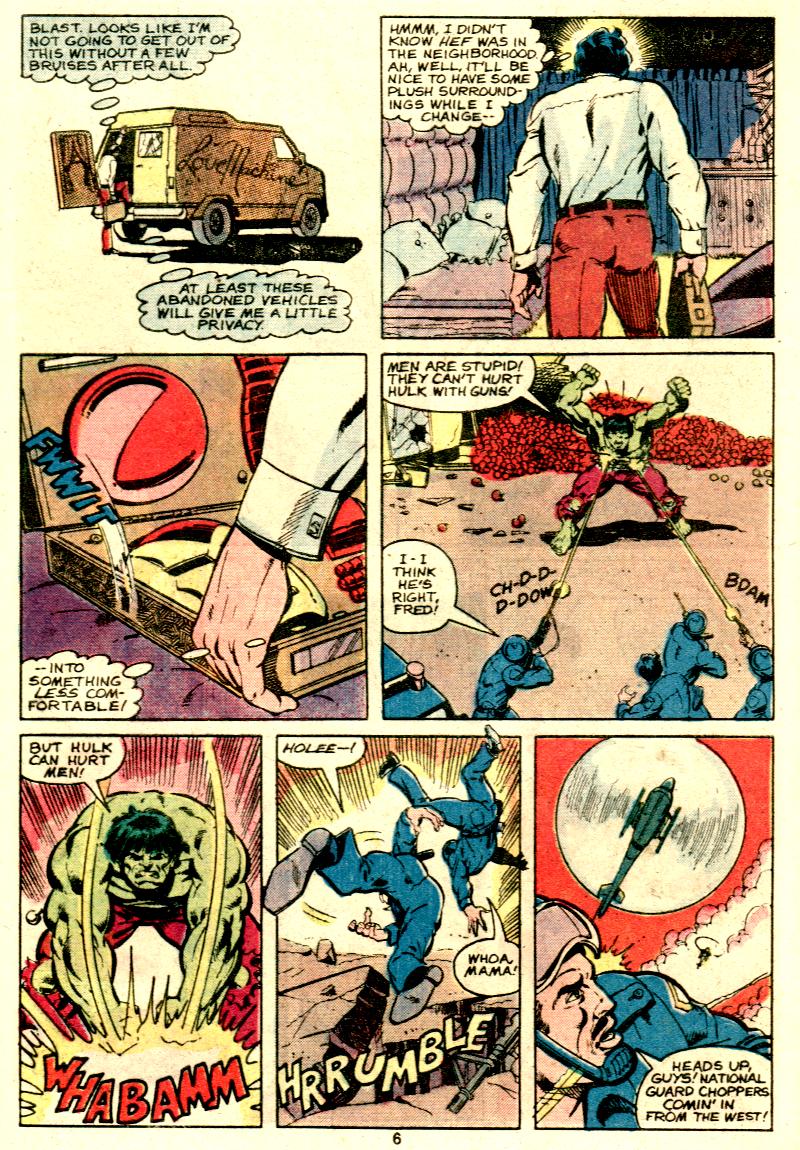 BLAST. LOOKS LIKE I'M
NOT GOING TO GET OUT OF
THIS WITHOUT A FEW
BRUISES AFTER ALL.
Love Machine
AT LEAST THESE
ABANDONED VEHICLES
WILL GIVE ME A LITTLE
PRIVACY.
HMMM, I DIDN'T
KNOW HEF WAS IN
THE NEIGHBORHOOD.
AH, WELL, IT'LL BE
NICE TO HAVE SOME
PLUSH SURROUND-
INGS WHILE I
CHANGE--
FWWIT
--INTO
SOMETHING
LESS COM-
FORTABLE!
MEN ARE STUPID!
THEY CAN'T HURT
HULK WITH GUNS!
I-I
THINK
HE'S
RIGHT,
FRED!
CH-D-D-
D-DOW
BDAM
BUT HULK
CAN HURT
MEN!
WHABAMM
HOLEE--!
WHOA,
MAMA!
HRRUMBLE
HEADS UP,
GUYS! NATIONAL
GUARD CHOPPERS
COMIN' IN
FROM THE WEST!
6